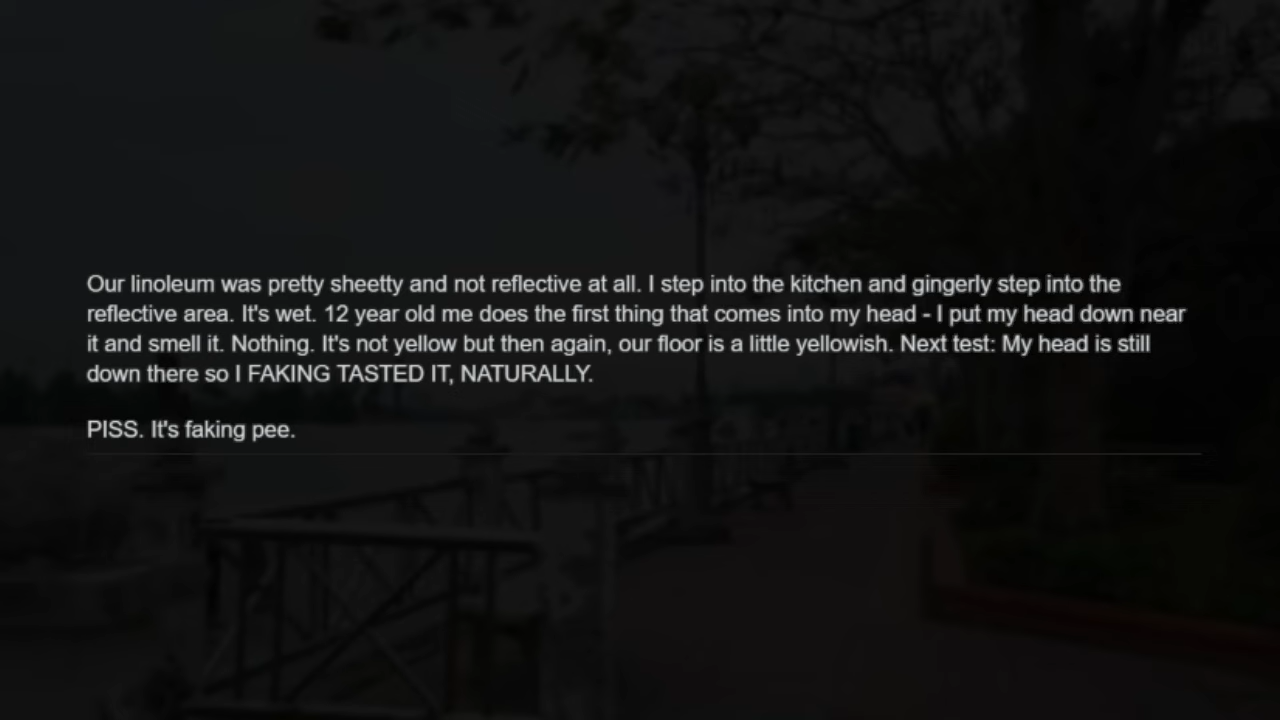 Our linoleum was pretty sheetty and not reflective at all. I step into the kitchen and gingerly step into the
reflective area. It's wet. 12 year old me does the first thing that comes into my head - I put my head down near
it and smell it. Nothing. It's not yellow but then again, our floor is a little yellowish. Next test: My head is still
down there so I FAKING TASTED IT, NATURALLY.
PISS. It's faking pee.